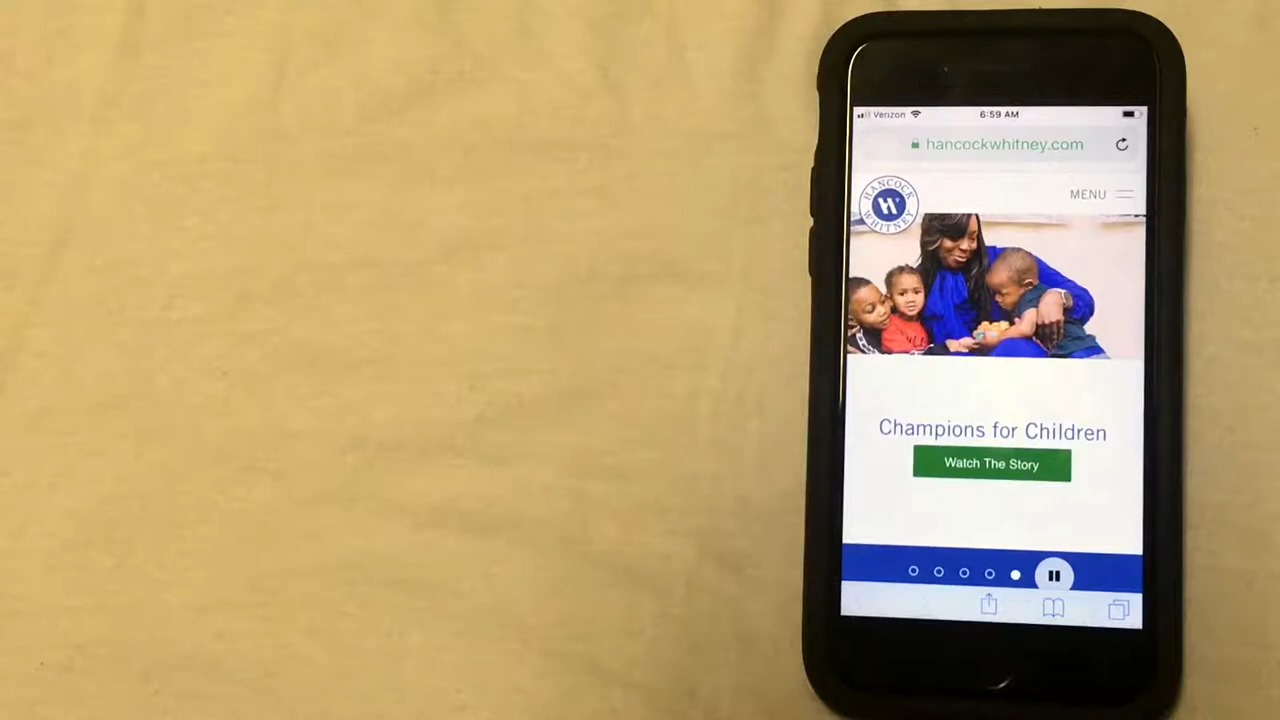 Verizon 6:59 AM
hancockwhitney.com
HANCOCK
WHITNEY
MENU
Champions for Children
Watch The Story